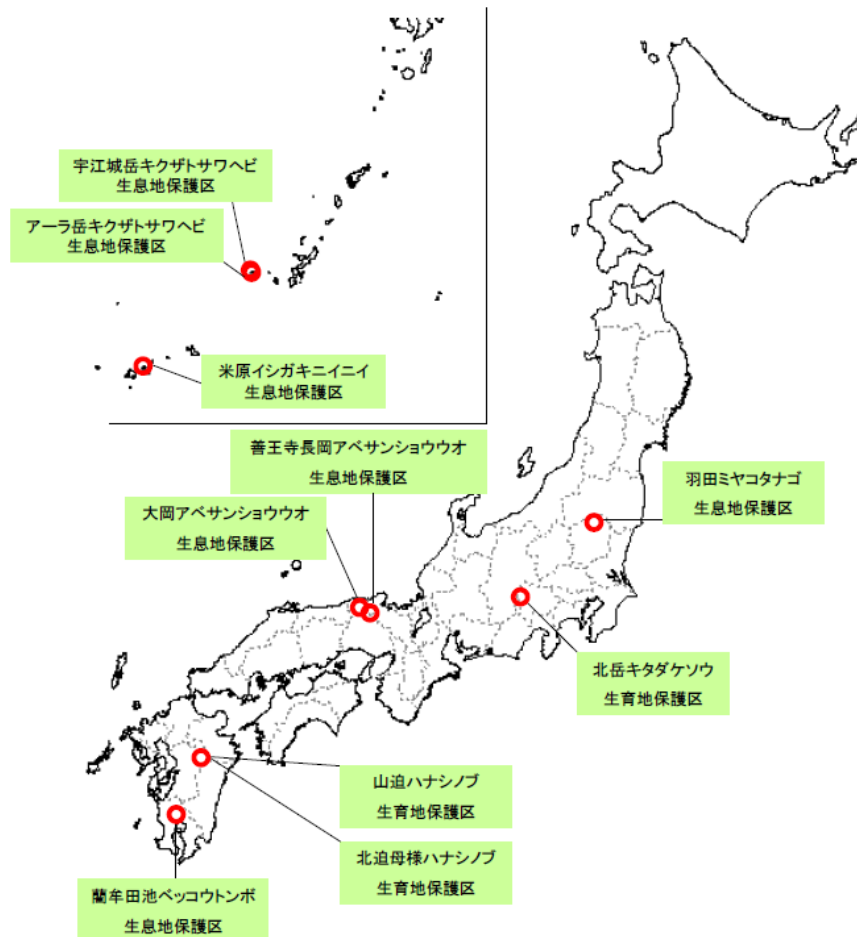 宇江城岳キクザトサワヘビ
生息地保護区
アーラ岳キクザトサワヘビ
生息地保護区
米原イシガキニイニイ
生息地保護区
善王寺長岡アベサンショウウオ
生息地保護区
大岡アベサンショウウオ
生息地保護区
羽田ミヤコタナゴ
生息地保護区
北岳キタダケソウ
生育地保護区
山迫ハナシノブ
生育地保護区
北迫母様ハナシノブ
生育地保護区
藺牟田池ベッコウトンボ
生息地保護区